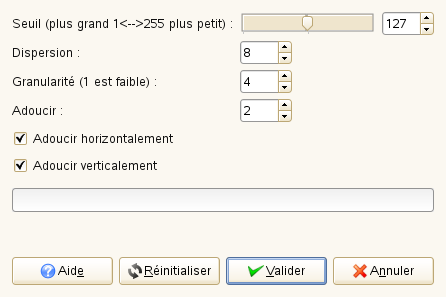 Seuil (plus grand 1<-->255 plus petit) : 127
Dispersion : 8
Granularité (1 est faible) : 4
Adoucir : 2
Adoucir horizontalement
Adoucir verticalement
Aide Réinitialiser Valider Annuler